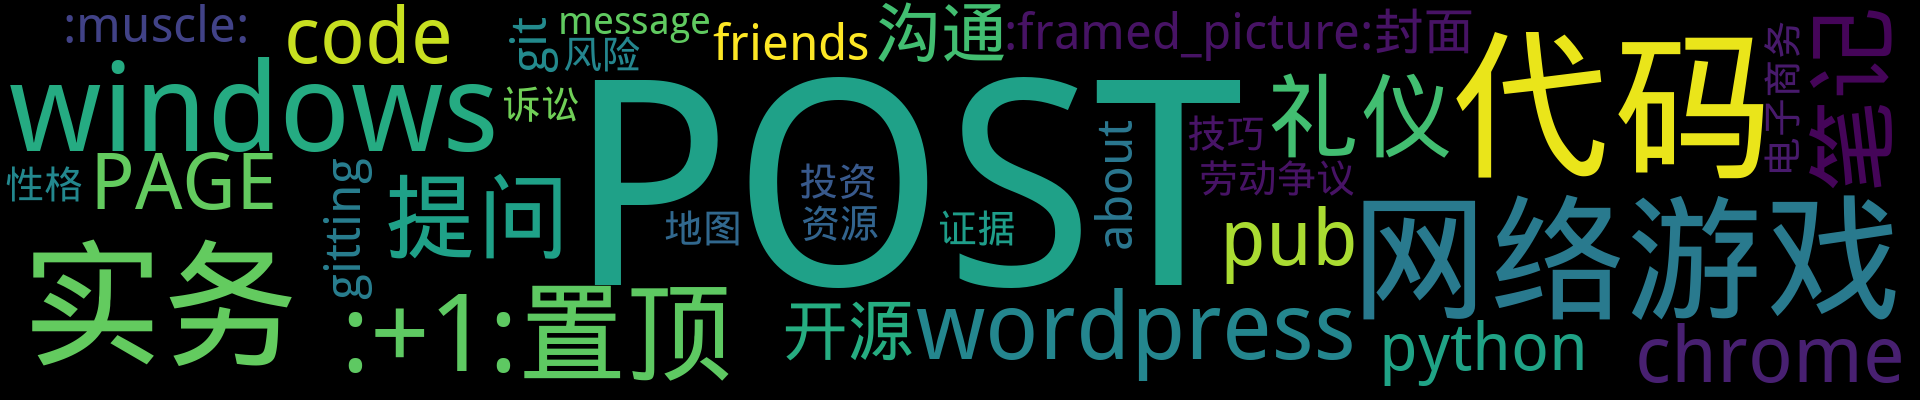 :muscle:
code
git
message
风险
friends
沟通
:framed_picture:封面
windows
诉讼
POST
礼仪
代码
电子商务
笔记
技巧
劳动争议
about
性格
PAGE
gitting
提问
地图
投资
资源
证据
pub
网络游戏
实务
:+1:置顶
开源
wordpress
python
chrome